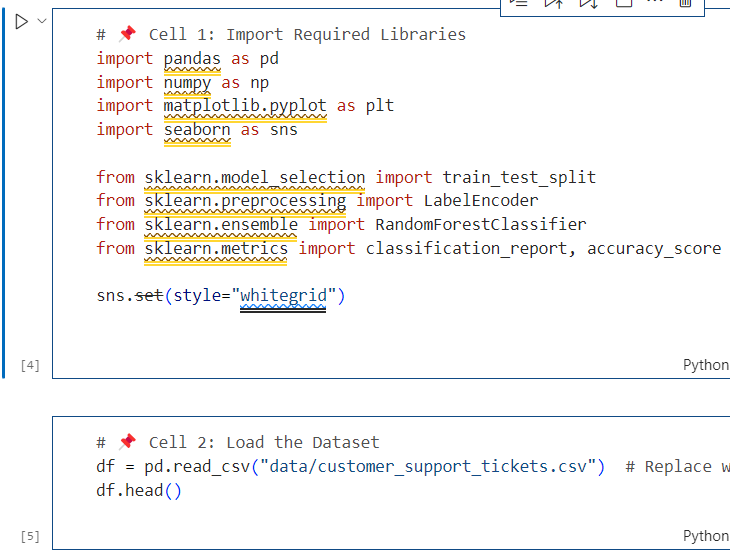 # 📌 Cell 1: Import Required Libraries
import pandas as pd
import numpy as np
import matplotlib.pyplot as plt
import seaborn as sns
from sklearn.model_selection import train_test_split
from sklearn.preprocessing import LabelEncoder
from sklearn.ensemble import RandomForestClassifier
from sklearn.metrics import classification_report, accuracy_score
sns.set(style="whitegrid")
[4]
Python
# 📌 Cell 2: Load the Dataset
df = pd.read_csv("data/customer_support_tickets.csv")  # Replace
df.head()
[5]
Python